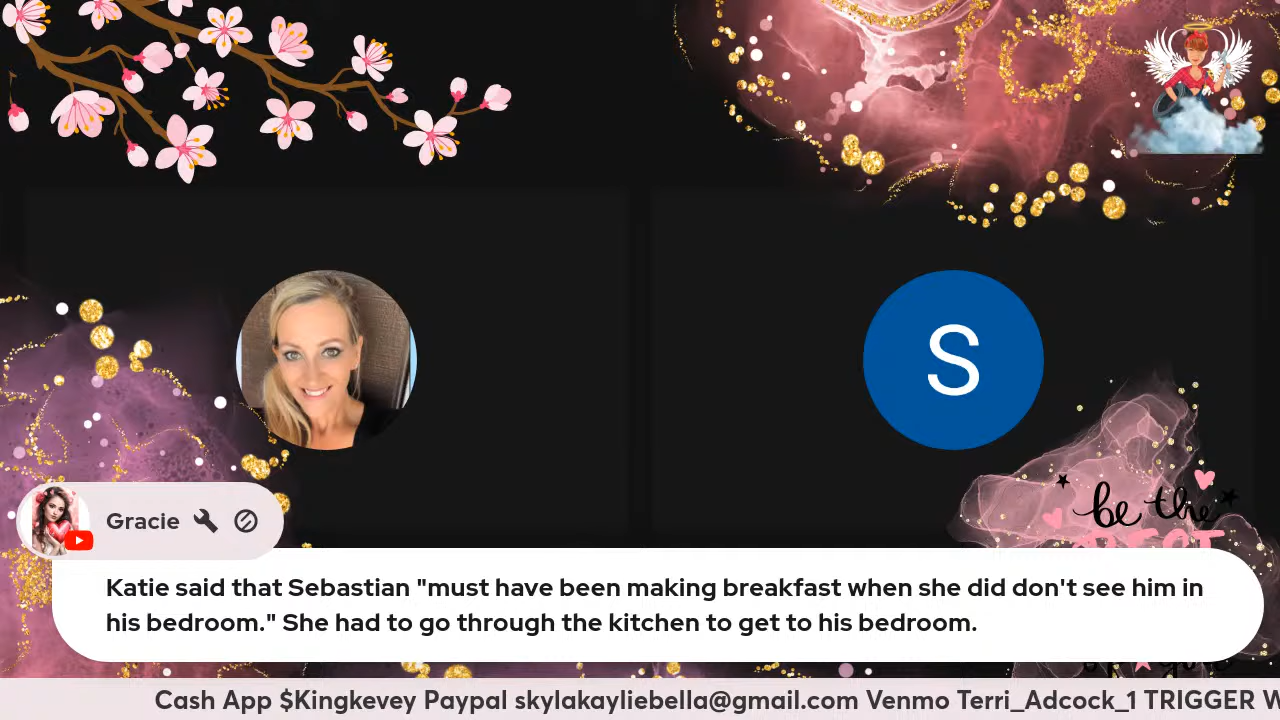 S
be the
Gracie
Katie said that Sebastian "must have been making breakfast when she did don't see him in
his bedroom." She had to go through the kitchen to get to his bedroom.
Cash App $Kingkevey Paypal skylakayliebella@gmail.com Venmo Terri_Adcock_1 TRIGGER W